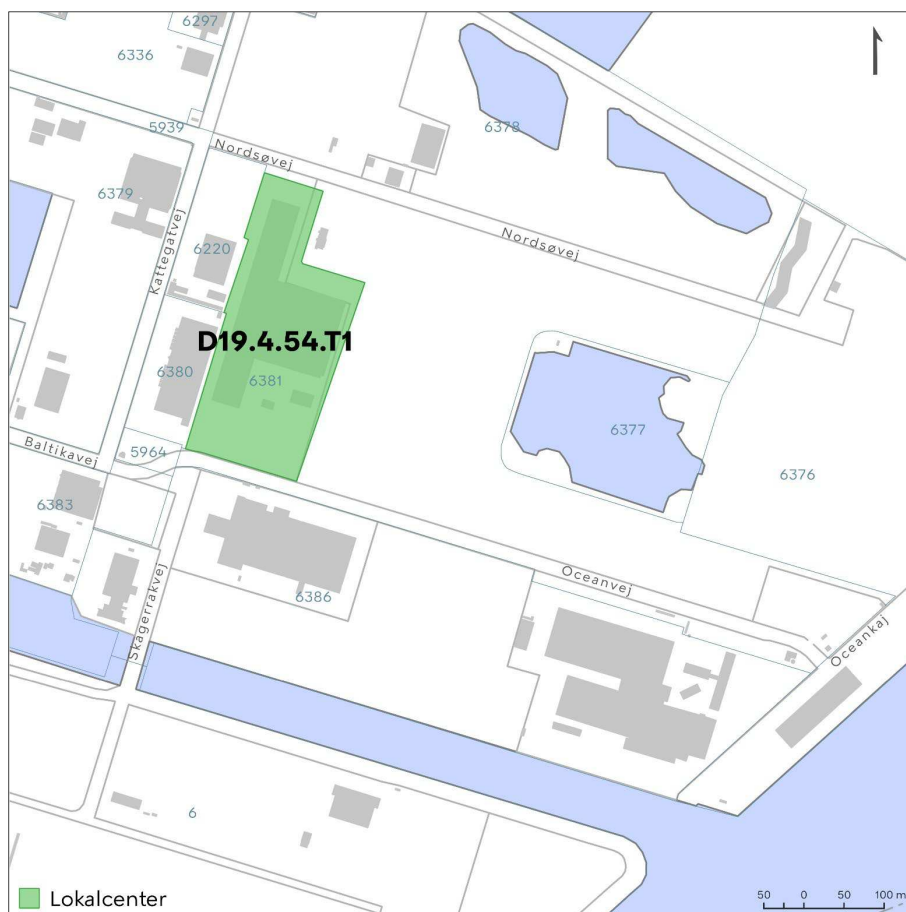 6297
6336
5939
Nordsøvej
6378
6379
Kattegatvej
6220
Nordsøvej
D19.4.54.T1
6380
6381
6377
5964
Baltikavej
6376
6383
Oceanvej
6386
Skagerrakvej
Oceankaj
6
Lokalcenter
50 0 50 100 m